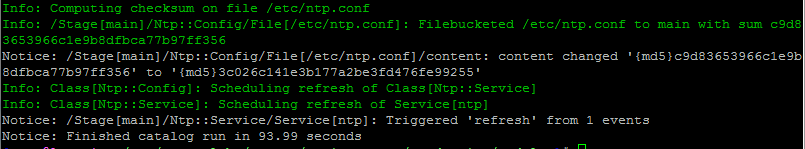 Info: Computing checksum on file /etc/ntp.conf
Info: /Stage[main]/Ntp::Config/File[/etc/ntp.conf]: Filebucketed /etc/ntp.conf to main with sum c9d8
3653966c1e9b8dfbca77b97ff356
Notice: /Stage[main]/Ntp::Config/File[/etc/ntp.conf]/content: content changed '{md5}c9d83653966c1e9b
8dfbca77b97ff356' to '{md5}3c026c141e3b177a2be3fd476fe99255'
Info: Class[Ntp::Config]: Scheduling refresh of Class[Ntp::Service]
Info: Class[Ntp::Service]: Scheduling refresh of Service[ntp]
Notice: /Stage[main]/Ntp::Service/Service[ntp]: Triggered 'refresh' from 1 events
Notice: Finished catalog run in 93.99 seconds